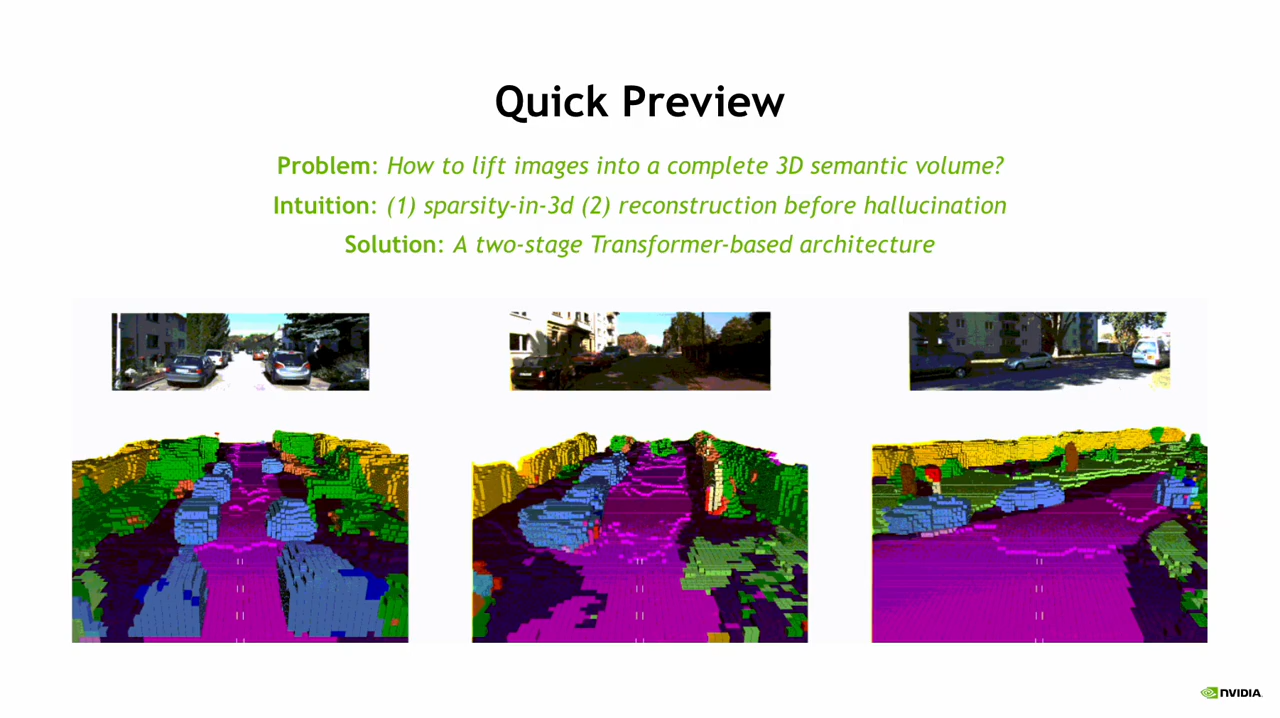 Quick Preview
Problem: How to lift images into a complete 3D semantic volume?
Intuition: (1) sparsity-in-3d (2) reconstruction before hallucination
Solution: A two-stage Transformer-based architecture
NVIDIA.